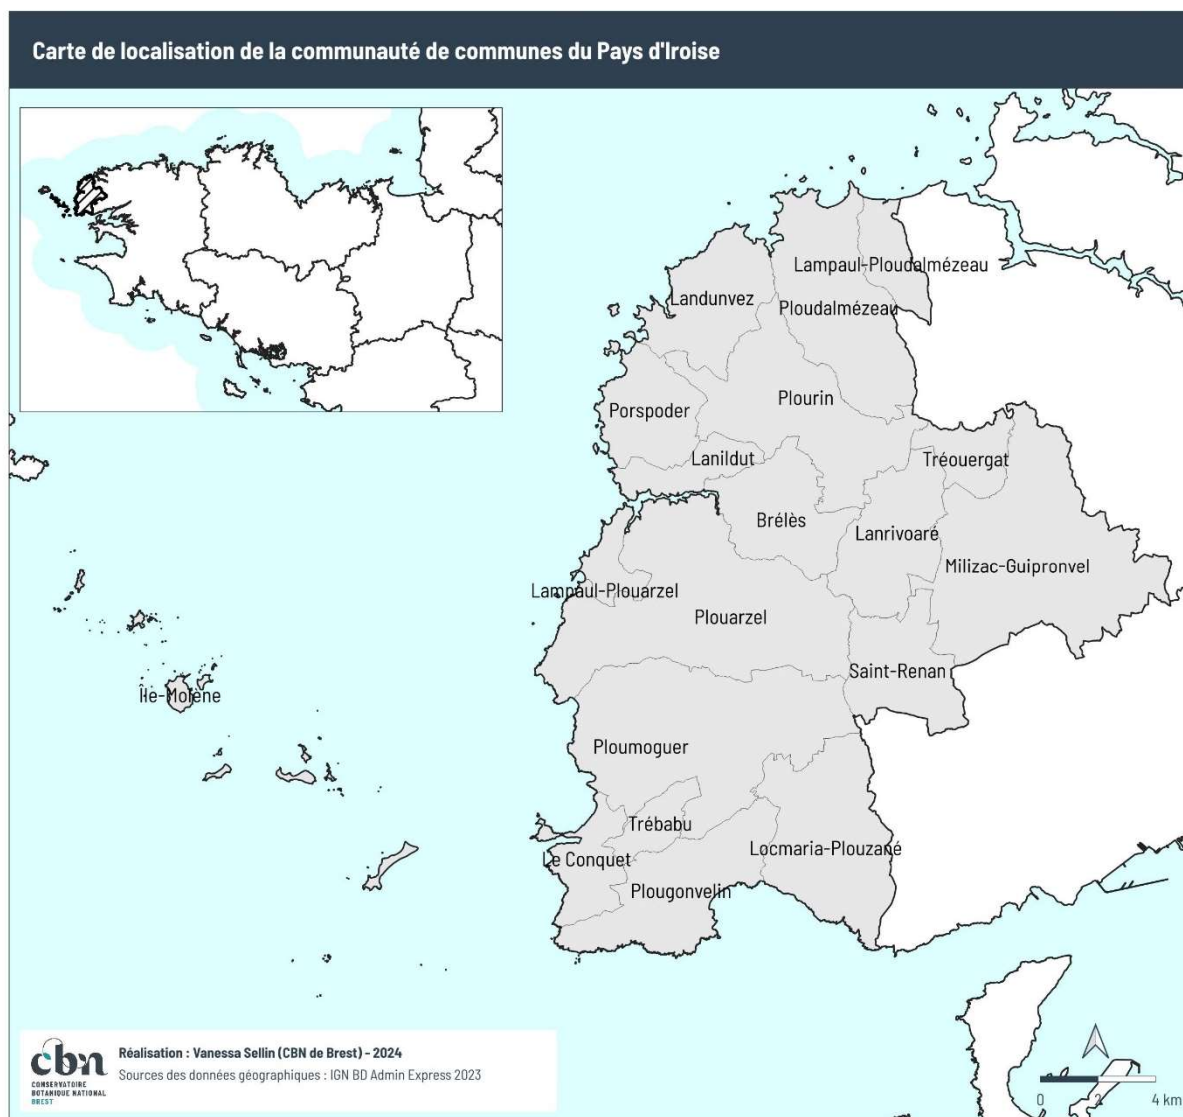 Carte de localisation de la communauté de communes du Pays d'Iroise
Lampaul-Ploudalmézeau
Landunvez
Ploudalmézeau
Plourin
Porspoder
Lanildut
Tréouergat
Brélès
Lanrivoaré
Milizac-Guipronvel
Lampaul-Plouarzel
Plouarzel
Saint-Renan
Île-Molène
Ploumoguer
Trébabu
Locmaria-Plouzané
Le Conquet
Plougonvelin
cbn
CONSERVATOIRE
BOTANIQUE NATIONAL
BREST
Réalisation : Vanessa Sellin (CBN de Brest) - 2024
Sources des données géographiques : IGN BD Admin Express 2023
0 2 4 km